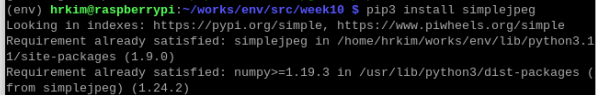 (env) hrkim@raspberrypi:~/works/env/src/week10 $ pip3 install simplejpeg
Looking in indexes: https://pypi.org/simple, https://www.piwheels.org/simple
Requirement already satisfied: simplejpeg in /home/hrkim/works/env/lib/python3.1
1/site-packages (1.9.0)
Requirement already satisfied: numpy>=1.19.3 in /usr/lib/python3/dist-packages (
from simplejpeg) (1.24.2)